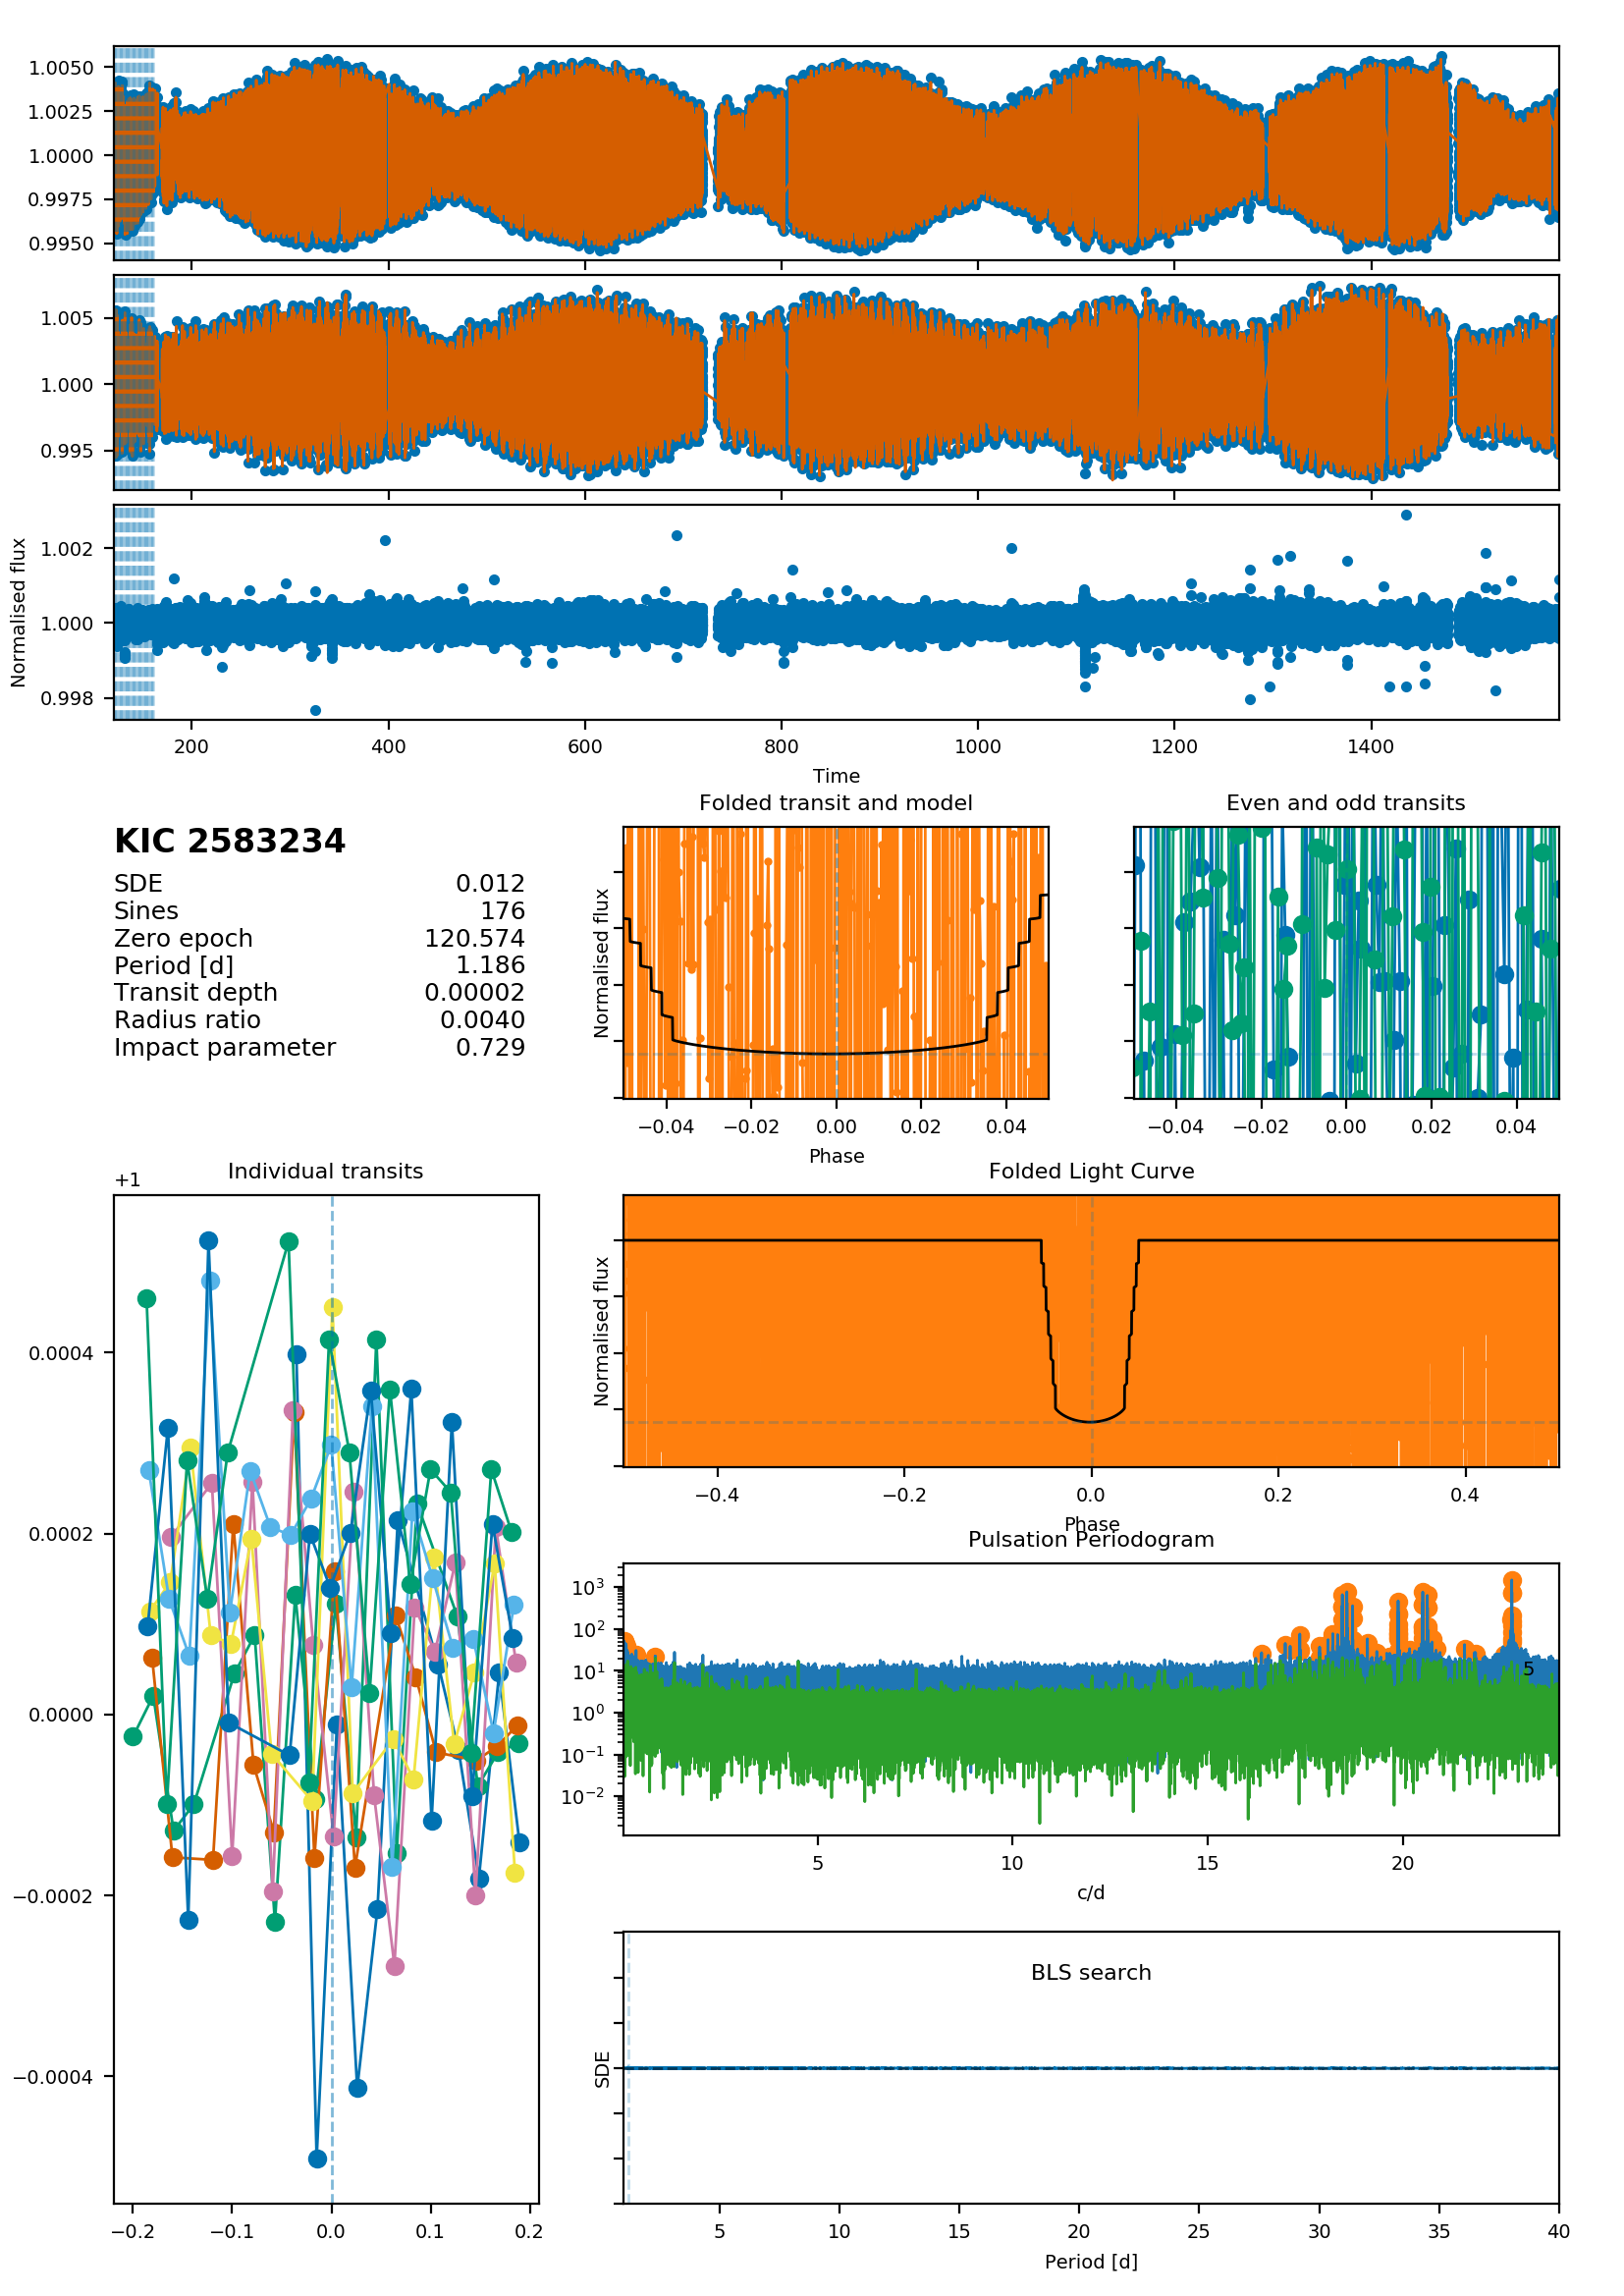 1.0050
1.0025
1.0000
0.9975
0.9950
1.005
1.000
0.995
Normalised flux
1.002
1.000
0.998
200 400 600 800 1000 1200 1400
Time
KIC 2583234
SDE 0.012
Sines 176
Zero epoch 120.574
Period [d] 1.186
Transit depth 0.00002
Radius ratio 0.0040
Impact parameter 0.729
Folded transit and model
Normalised flux
−0.04 −0.02 0.00 0.02 0.04
Phase
Even and odd transits
−0.04 −0.02 0.00 0.02 0.04
Individual transits
+1
0.0004
0.0002
0.0000
−0.0002
−0.0004
−0.2 −0.1 0.0 0.1 0.2
Folded Light Curve
Normalised flux
−0.4 −0.2 0.0 0.2 0.4
Phase
Pulsation Periodogram
10³
10²
10¹
10⁰
10⁻¹
10⁻²
5
5 10 15 20
c/d
BLS search
SDE
5 10 15 20 25 30 35 40
Period [d]